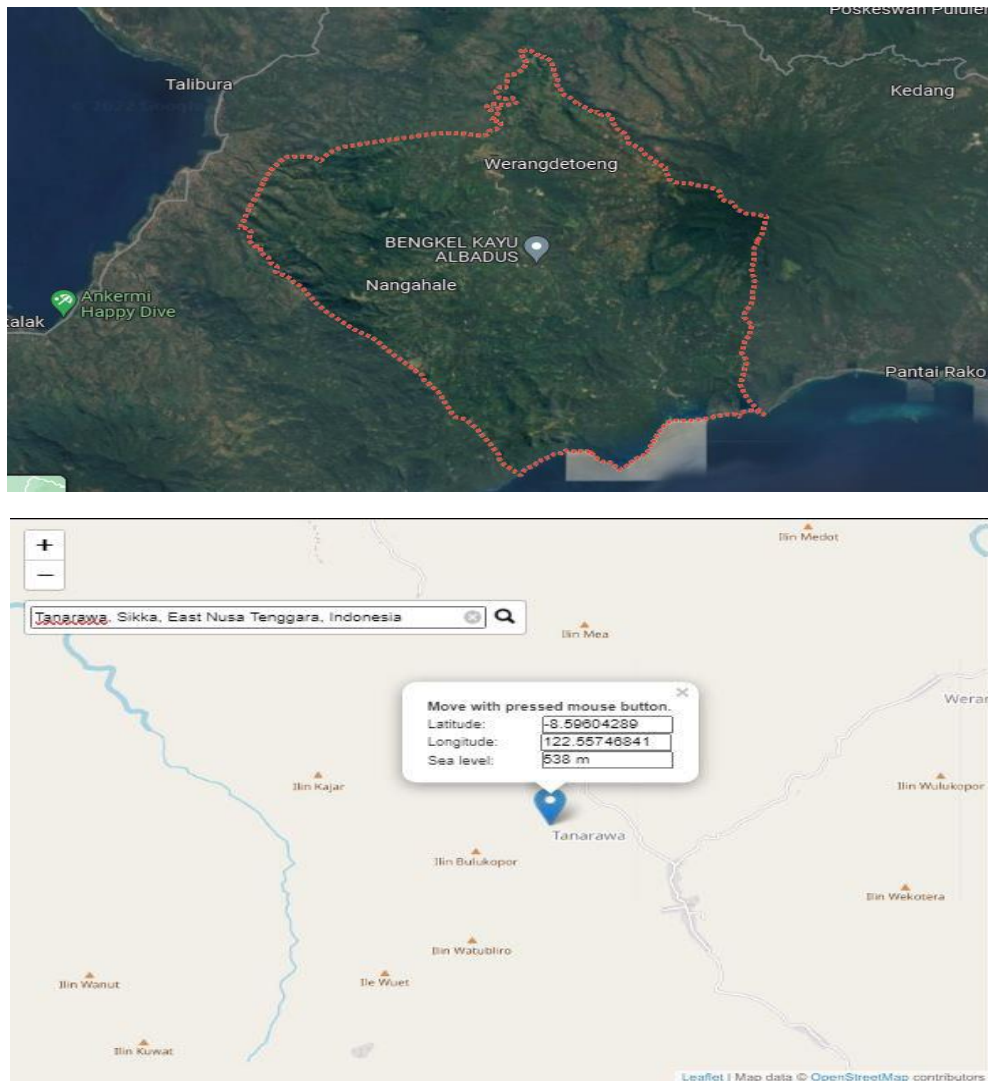 Poskeswan Pululer
Talibura
Kedang
Werangdetoeng
BENGKEL KAYU
ALBADUS
Nangahale
Ankermi
Happy Dive
alak
Pantai Rako
+
−
Ilin Medot
Tanarawa, Sikka, East Nusa Tenggara, Indonesia
Ilin Mea
Move with pressed mouse button.
Latitude: -8.59604289
Longitude: 122.55746841
Sea level: 538 m
Weran
Ilin Kajar
Ilin Wulukopor
Tanarawa
Ilin Bulukopor
Ilin Wekotera
Ilin Watubliro
Ilin Wanut
Ile Wuet
Ilin Kuwat
Leaflet | Map data © OpenStreetMap contributors